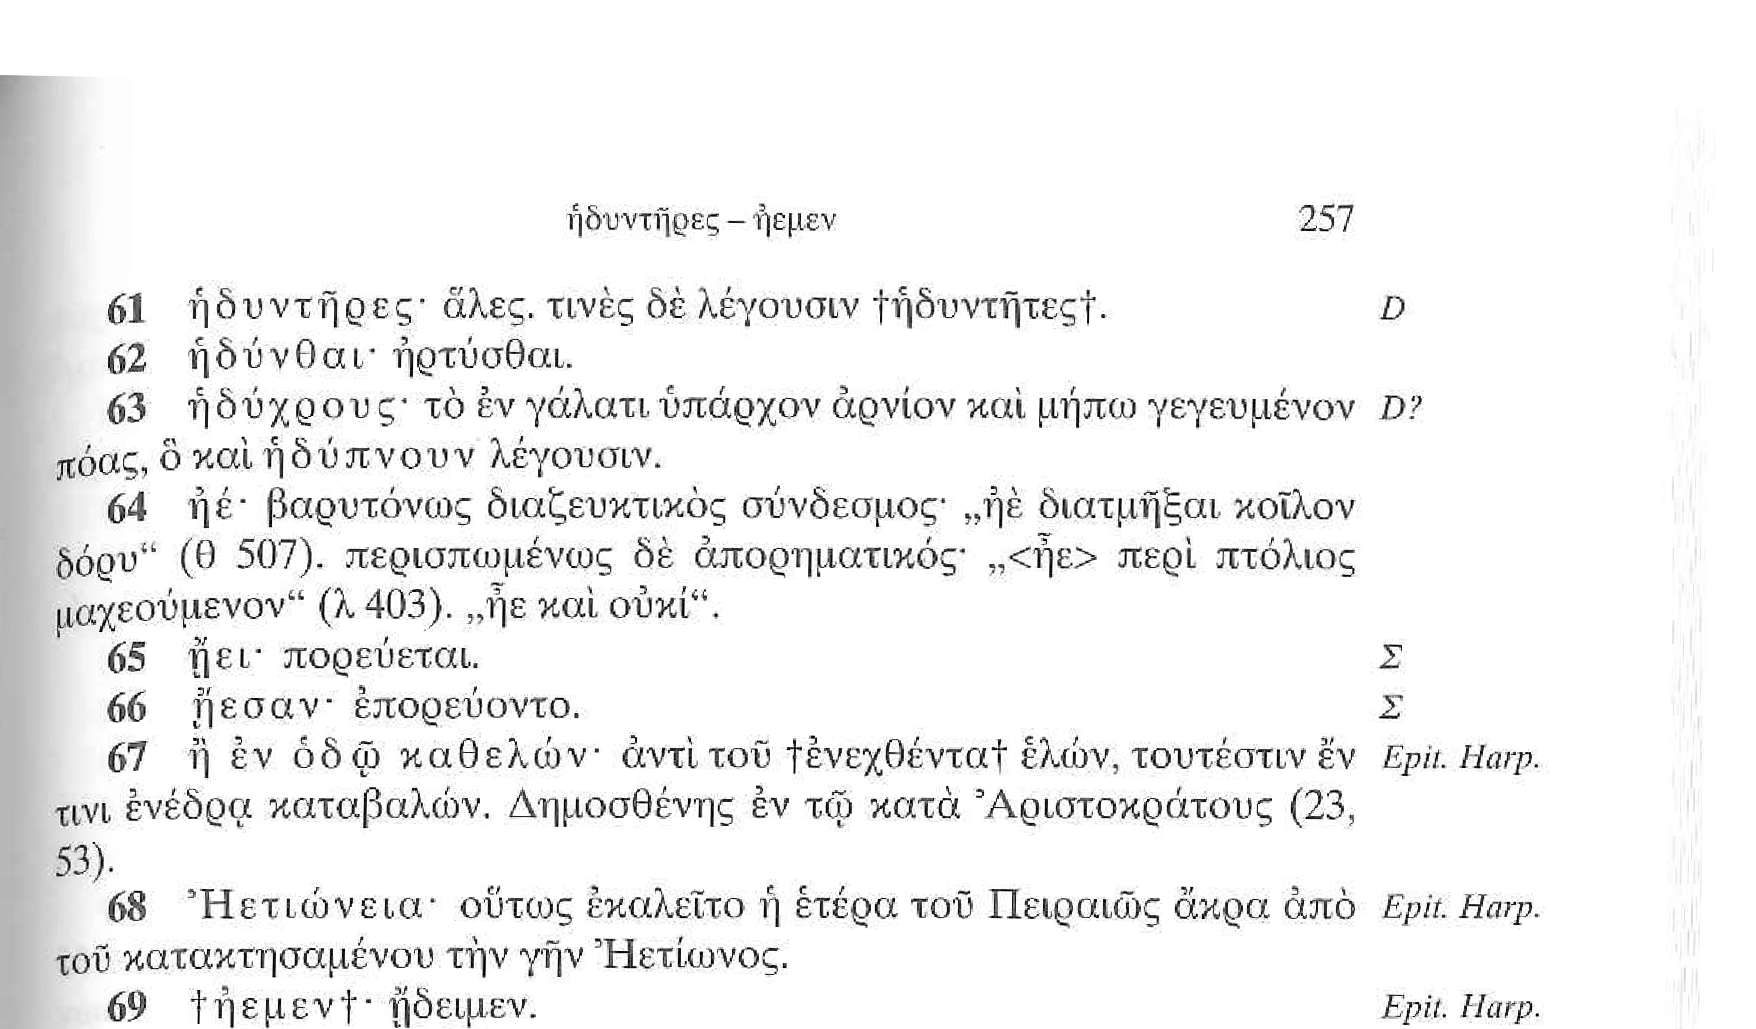 ἡδυντῆρες – ἠεμεν 257
61 ἡδυντῆρες· ἅλες. τινὲς δὲ λέγουσιν †ἡδυντῆτες†. D
62 ἡδύνθαι· ἠρτύσθαι.
63 ἡδύχρους· τὸ ἐν γάλατι ὑπάρχον ἀρνίον καὶ μήπω γεγευμένον D?
πόας, ὃ καὶ ἡδύπνουν λέγουσιν.
64 ἠέ· βαρυτόνως διαζευκτικὸς σύνδεσμος· „ἠὲ διατμῆξαι κοῖλον
δόρυ“ (θ 507). περισπωμένως δὲ ἀπορηματικός· „<ἦε> περὶ πτόλιος
μαχεούμενον“ (λ 403). „ἦε καὶ οὐκί“.
65 ᾔει· πορεύεται. Σ
66 ᾔεσαν· ἐπορεύοντο. Σ
67 ἢ ἐν ὁδῷ καθελών· ἀντὶ τοῦ †ἐνεχθέντα† ἑλών, τουτέστιν ἔν Epit. Harp.
τινι ἐνέδρᾳ καταβαλών. Δημοσθένης ἐν τῷ κατὰ Ἀριστοκράτους (23,
53).
68 Ἠετιώνεια· οὕτως ἐκαλεῖτο ἡ ἑτέρα τοῦ Πειραιῶς ἄκρα ἀπὸ Epit. Harp.
τοῦ κατακτησαμένου τὴν γῆν Ἠετίωνος.
69 †ἠεμεν†· ᾔδειμεν. Epit. Harp.